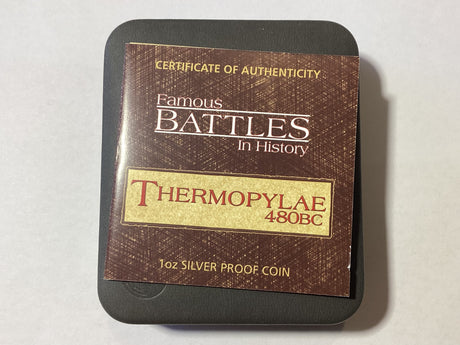 CERTIFICATE OF AUTHENTICITY
Famous
BATTLES
In History
THERMOPYLAE
480BC
1oz SILVER PROOF COIN